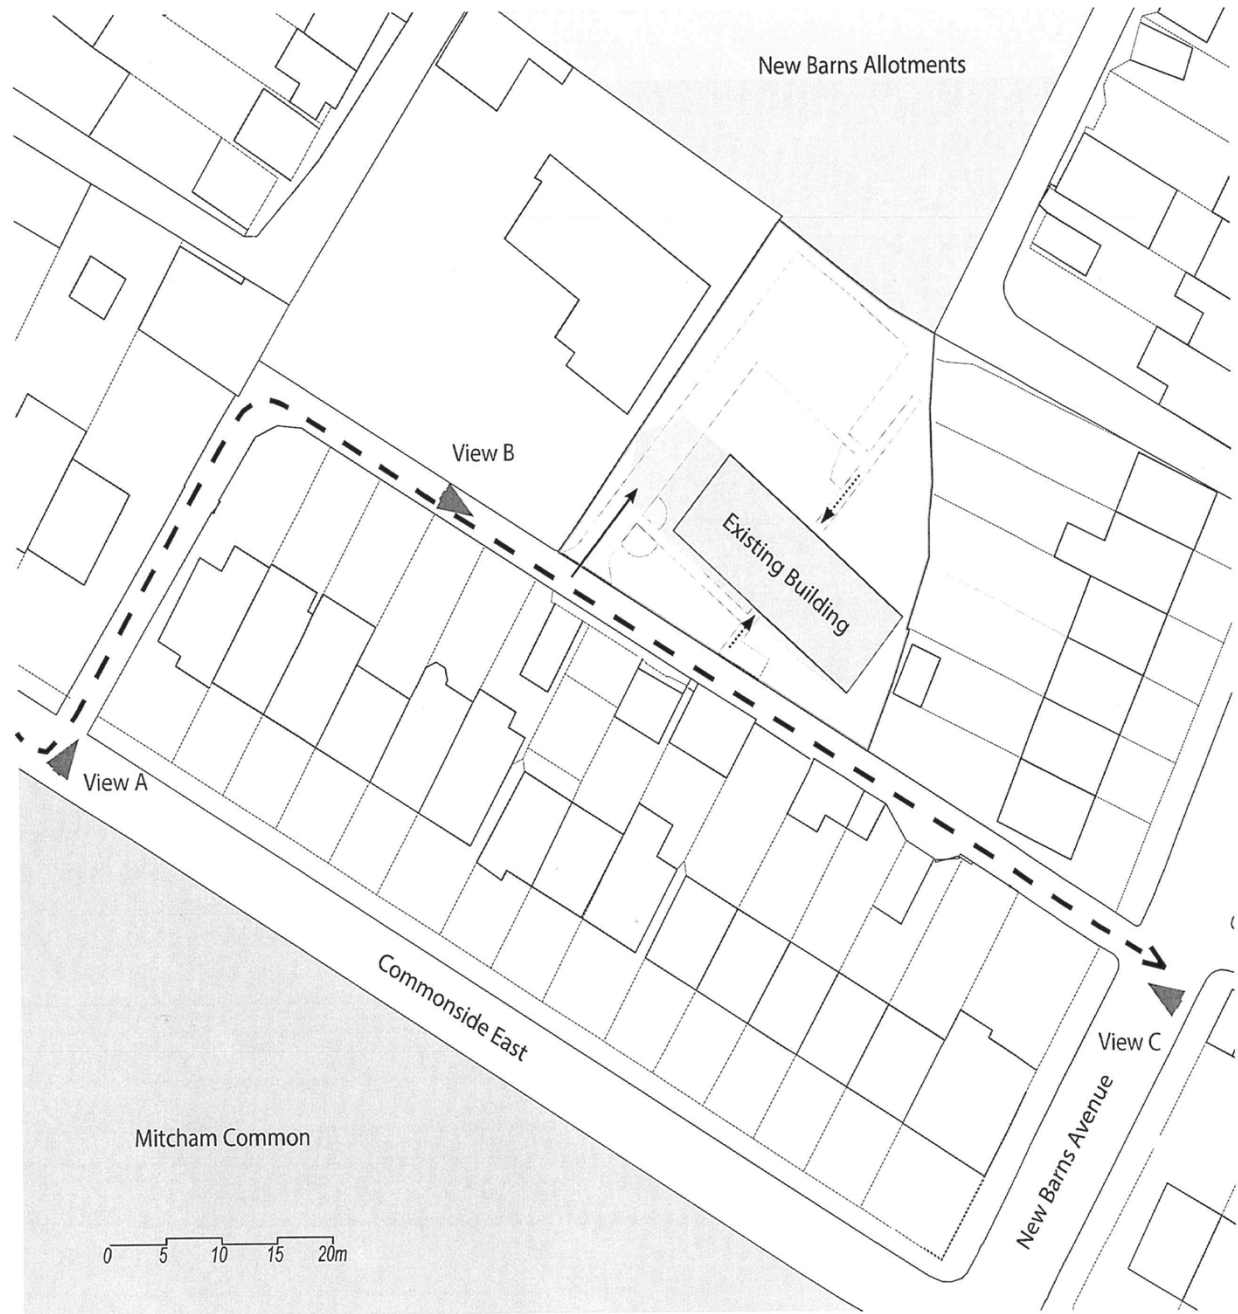 New Barns Allotments
View B
Existing Building
View A
Commonside East
View C
New Barns Avenue
Mitcham Common
0 5 10 15 20m